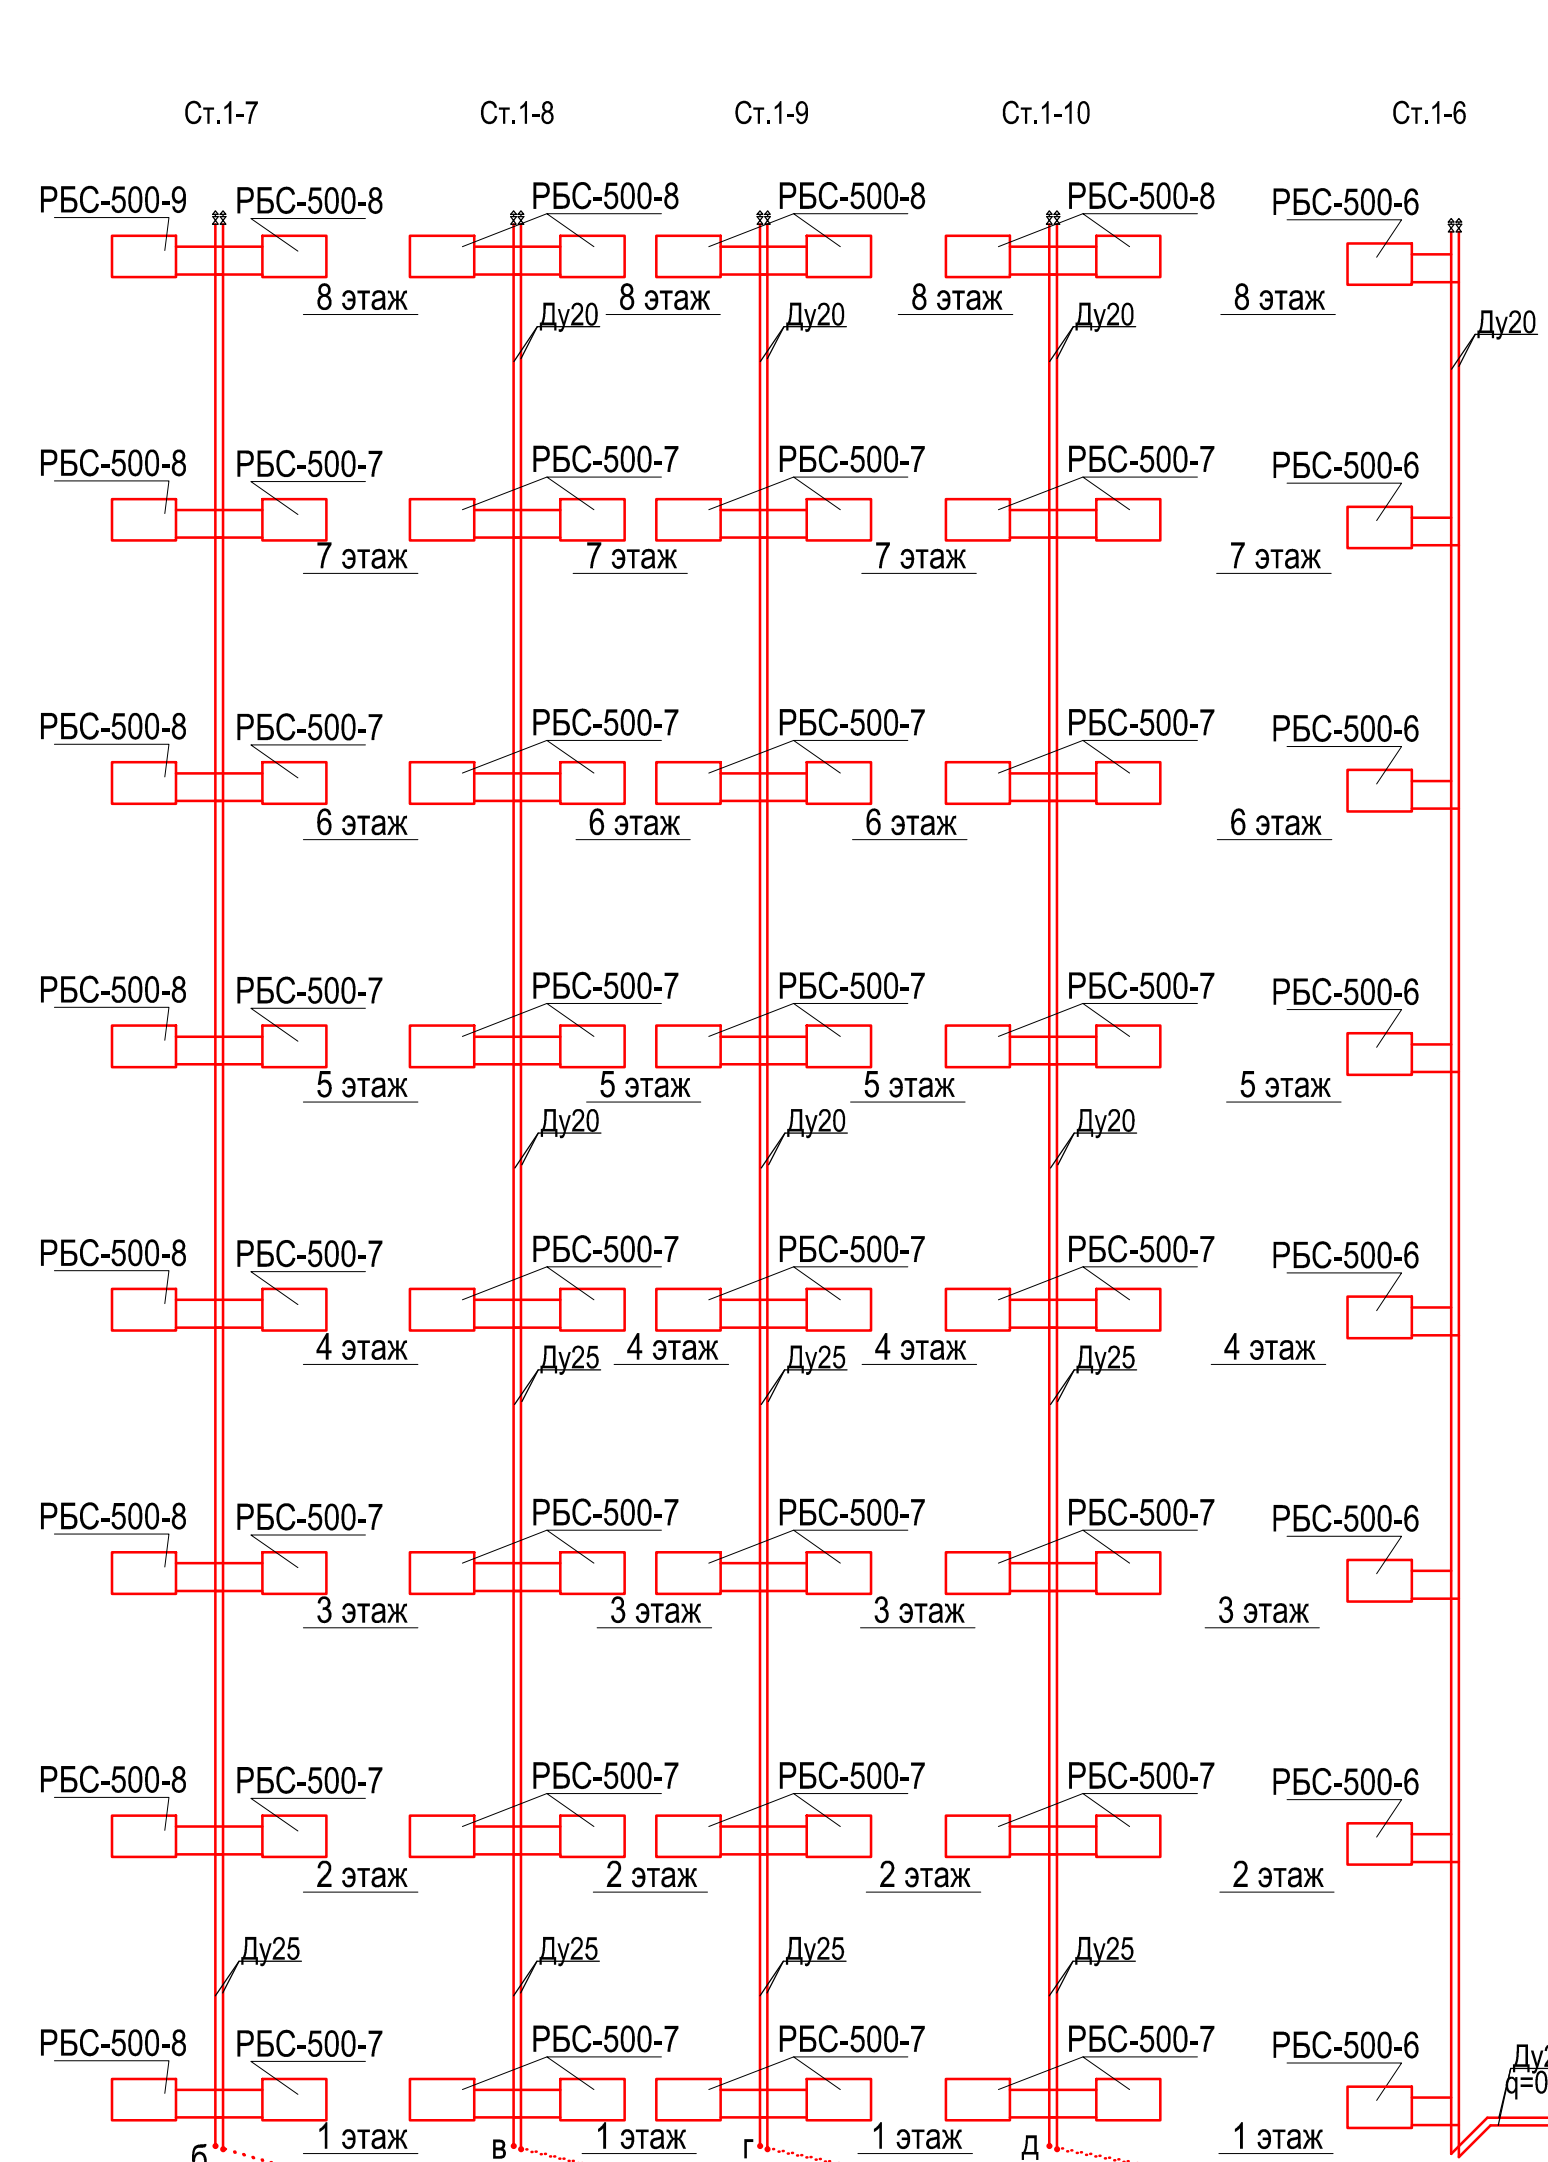 Ст.1-7 Ст.1-8 Ст.1-9 Ст.1-10 Ст.1-6
РБС-500-9 РБС-500-8 РБС-500-8 РБС-500-8 РБС-500-8 РБС-500-6
8 этаж 8 этаж 8 этаж 8 этаж
Ду20 Ду20 Ду20 Ду20
РБС-500-8 РБС-500-7 РБС-500-7 РБС-500-7 РБС-500-7 РБС-500-6
7 этаж 7 этаж 7 этаж 7 этаж
РБС-500-8 РБС-500-7 РБС-500-7 РБС-500-7 РБС-500-7 РБС-500-6
6 этаж 6 этаж 6 этаж 6 этаж
РБС-500-8 РБС-500-7 РБС-500-7 РБС-500-7 РБС-500-7 РБС-500-6
5 этаж 5 этаж 5 этаж 5 этаж
Ду20 Ду20 Ду20
РБС-500-8 РБС-500-7 РБС-500-7 РБС-500-7 РБС-500-7 РБС-500-6
4 этаж 4 этаж 4 этаж 4 этаж
Ду25 Ду25 Ду25
РБС-500-8 РБС-500-7 РБС-500-7 РБС-500-7 РБС-500-7 РБС-500-6
3 этаж 3 этаж 3 этаж 3 этаж
РБС-500-8 РБС-500-7 РБС-500-7 РБС-500-7 РБС-500-7 РБС-500-6
2 этаж 2 этаж 2 этаж 2 этаж
Ду25 Ду25 Ду25 Ду25
РБС-500-8 РБС-500-7 РБС-500-7 РБС-500-7 РБС-500-7 РБС-500-6
1 этаж 1 этаж 1 этаж 1 этаж
б в г д